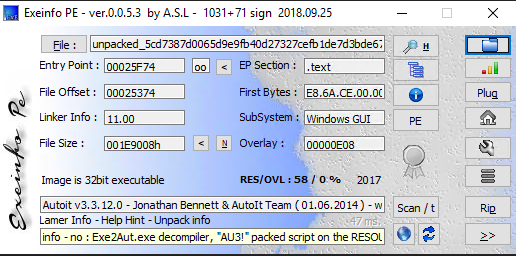 Exeinfo PE - ver.0.0.5.3 by A.S.L - 1031+71 sign 2018.09.25
Exeinfo Pe
File : unpacked_5cd7387d0065d9e9fb40d27327cefb1de7d3bde67 H
Entry Point : 00025F74 oo < EP Section : .text
File Offset : 00025374 First Bytes : E8.6A.CE.00.00 Plug
Linker Info : 11.00 SubSystem : Windows GUI PE
File Size : 001E9008h < N Overlay : 00000E08
Image is 32bit executable RES/OVL : 58 / 0 % 2017
Autoit v3.3.12.0 - Jonathan Bennett & AutoIt Team ( 01.06.2014 ) - w Scan / t Rip
Lamer Info - Help Hint - Unpack info 47 ms.
info - no : Exe2Aut.exe decompiler, "AU3!" packed script on the RESOU >>